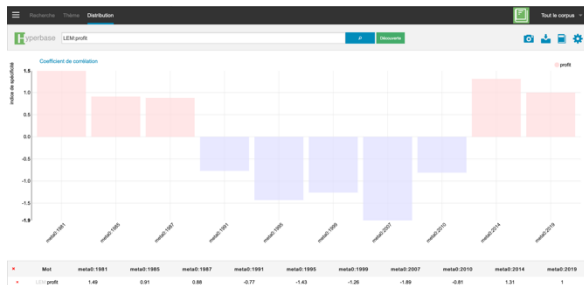 Recherche Thème Distribution Tout le corpus
Hyperbase LEM:profit Découverte
Coefficient de corrélation
profit
Indice de spécificité
1.5
1.0
0.5
0.0
-0.5
-1.0
-1.5
-1.9
meta0:1981 meta0:1985 meta0:1987 meta0:1991 meta0:1995 meta0:1999 meta0:2007 meta0:2010 meta0:2014 meta0:2019
Mot meta0:1981 meta0:1985 meta0:1987 meta0:1991 meta0:1995 meta0:1999 meta0:2007 meta0:2010 meta0:2014 meta0:2019
LEM:profit 1.49 0.91 0.88 -0.77 -1.43 -1.26 -1.89 -0.81 1.31 1